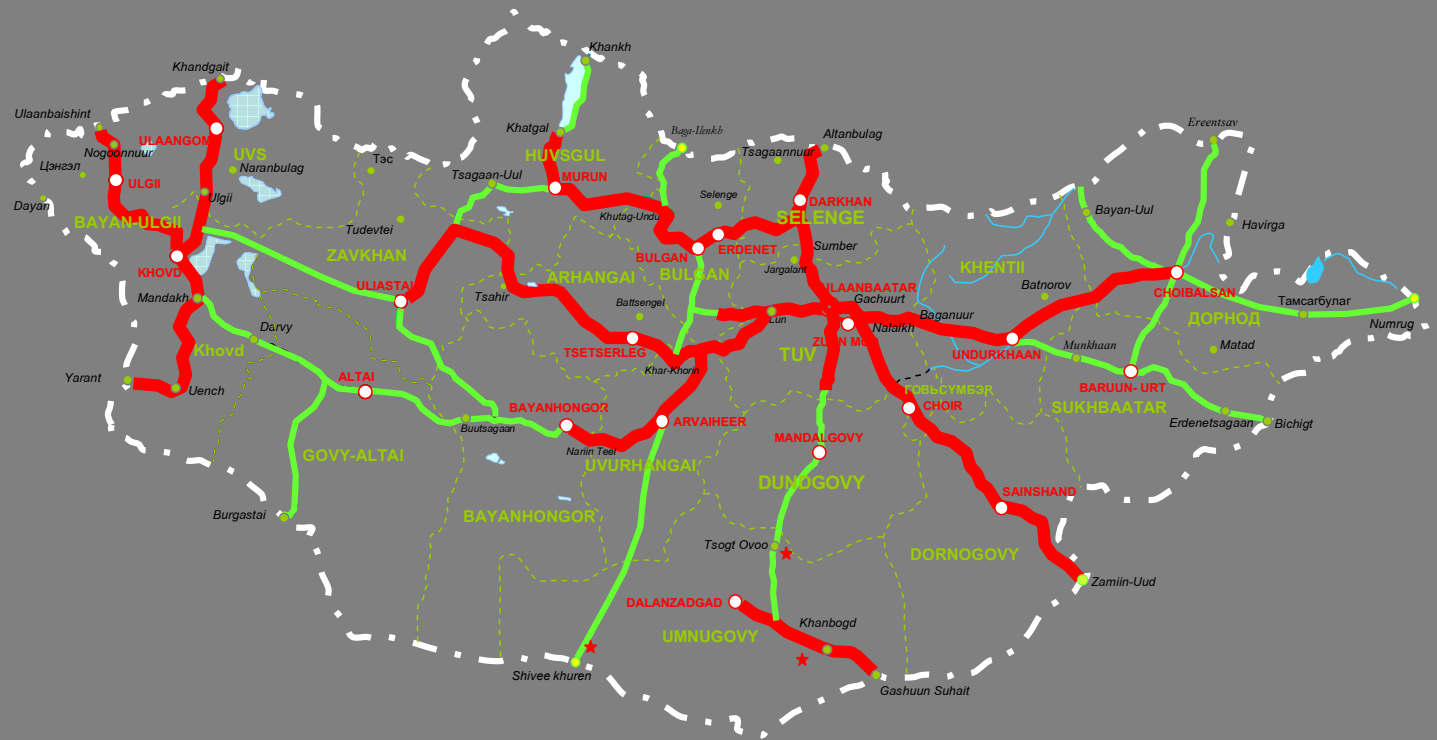 Khankh
Khandgait
Ulaanbaishint
Khatgal
Baga-Ilenkh
Altanbulag
Ereentsav
ULAANGOM
Nogoonnuur
UVS
Tэс
HUVSGUL
Tsagaannuur
Цэнгэл
Naranbulag
ULGII
Tsagaan-Uul
MURUN
Selenge
DARKHAN
Dayan
Ulgii
BAYAN-ULGII
Tudevtei
Khutag-Undu
SELENGE
Bayan-Uul
Havirga
ZAVKHAN
BULGAN
ERDENET
Sumber
KHOVD
ARHANGAI
BULGAN
Jargalant
KHENTII
Mandakh
ULIASTAI
Tsahir
Battsengel
ULAANBAATAR
Gachuurt
Batnorov
CHOIBALSAN
Тамсарбулаг
Lun
Baganuur
ДОРНОД
Numrug
Darvy
Nalaikh
Khovd
TSETSERLEG
TUV
UNDURKHAAN
Munkhaan
Matad
Khar-Khorin
Yarant
Uench
ALTAI
BARUUN- URT
ГОВЬСҮМБЭР
BAYANHONGOR
CHOIR
SUKHBAATAR
Buutsagaan
ARVAIHEER
Erdenetsagaan
Bichigt
GOVY-ALTAI
Nariin Teel
UVURHANGAI
MANDALGOVY
DUNDGOVY
SAINSHAND
Burgastai
BAYANHONGOR
Tsogt Ovoo
DORNOGOVY
Zamiin-Uud
DALANZADGAD
Khanbogd
UMNUGOVY
Shivee khuren
Gashuun Suhait